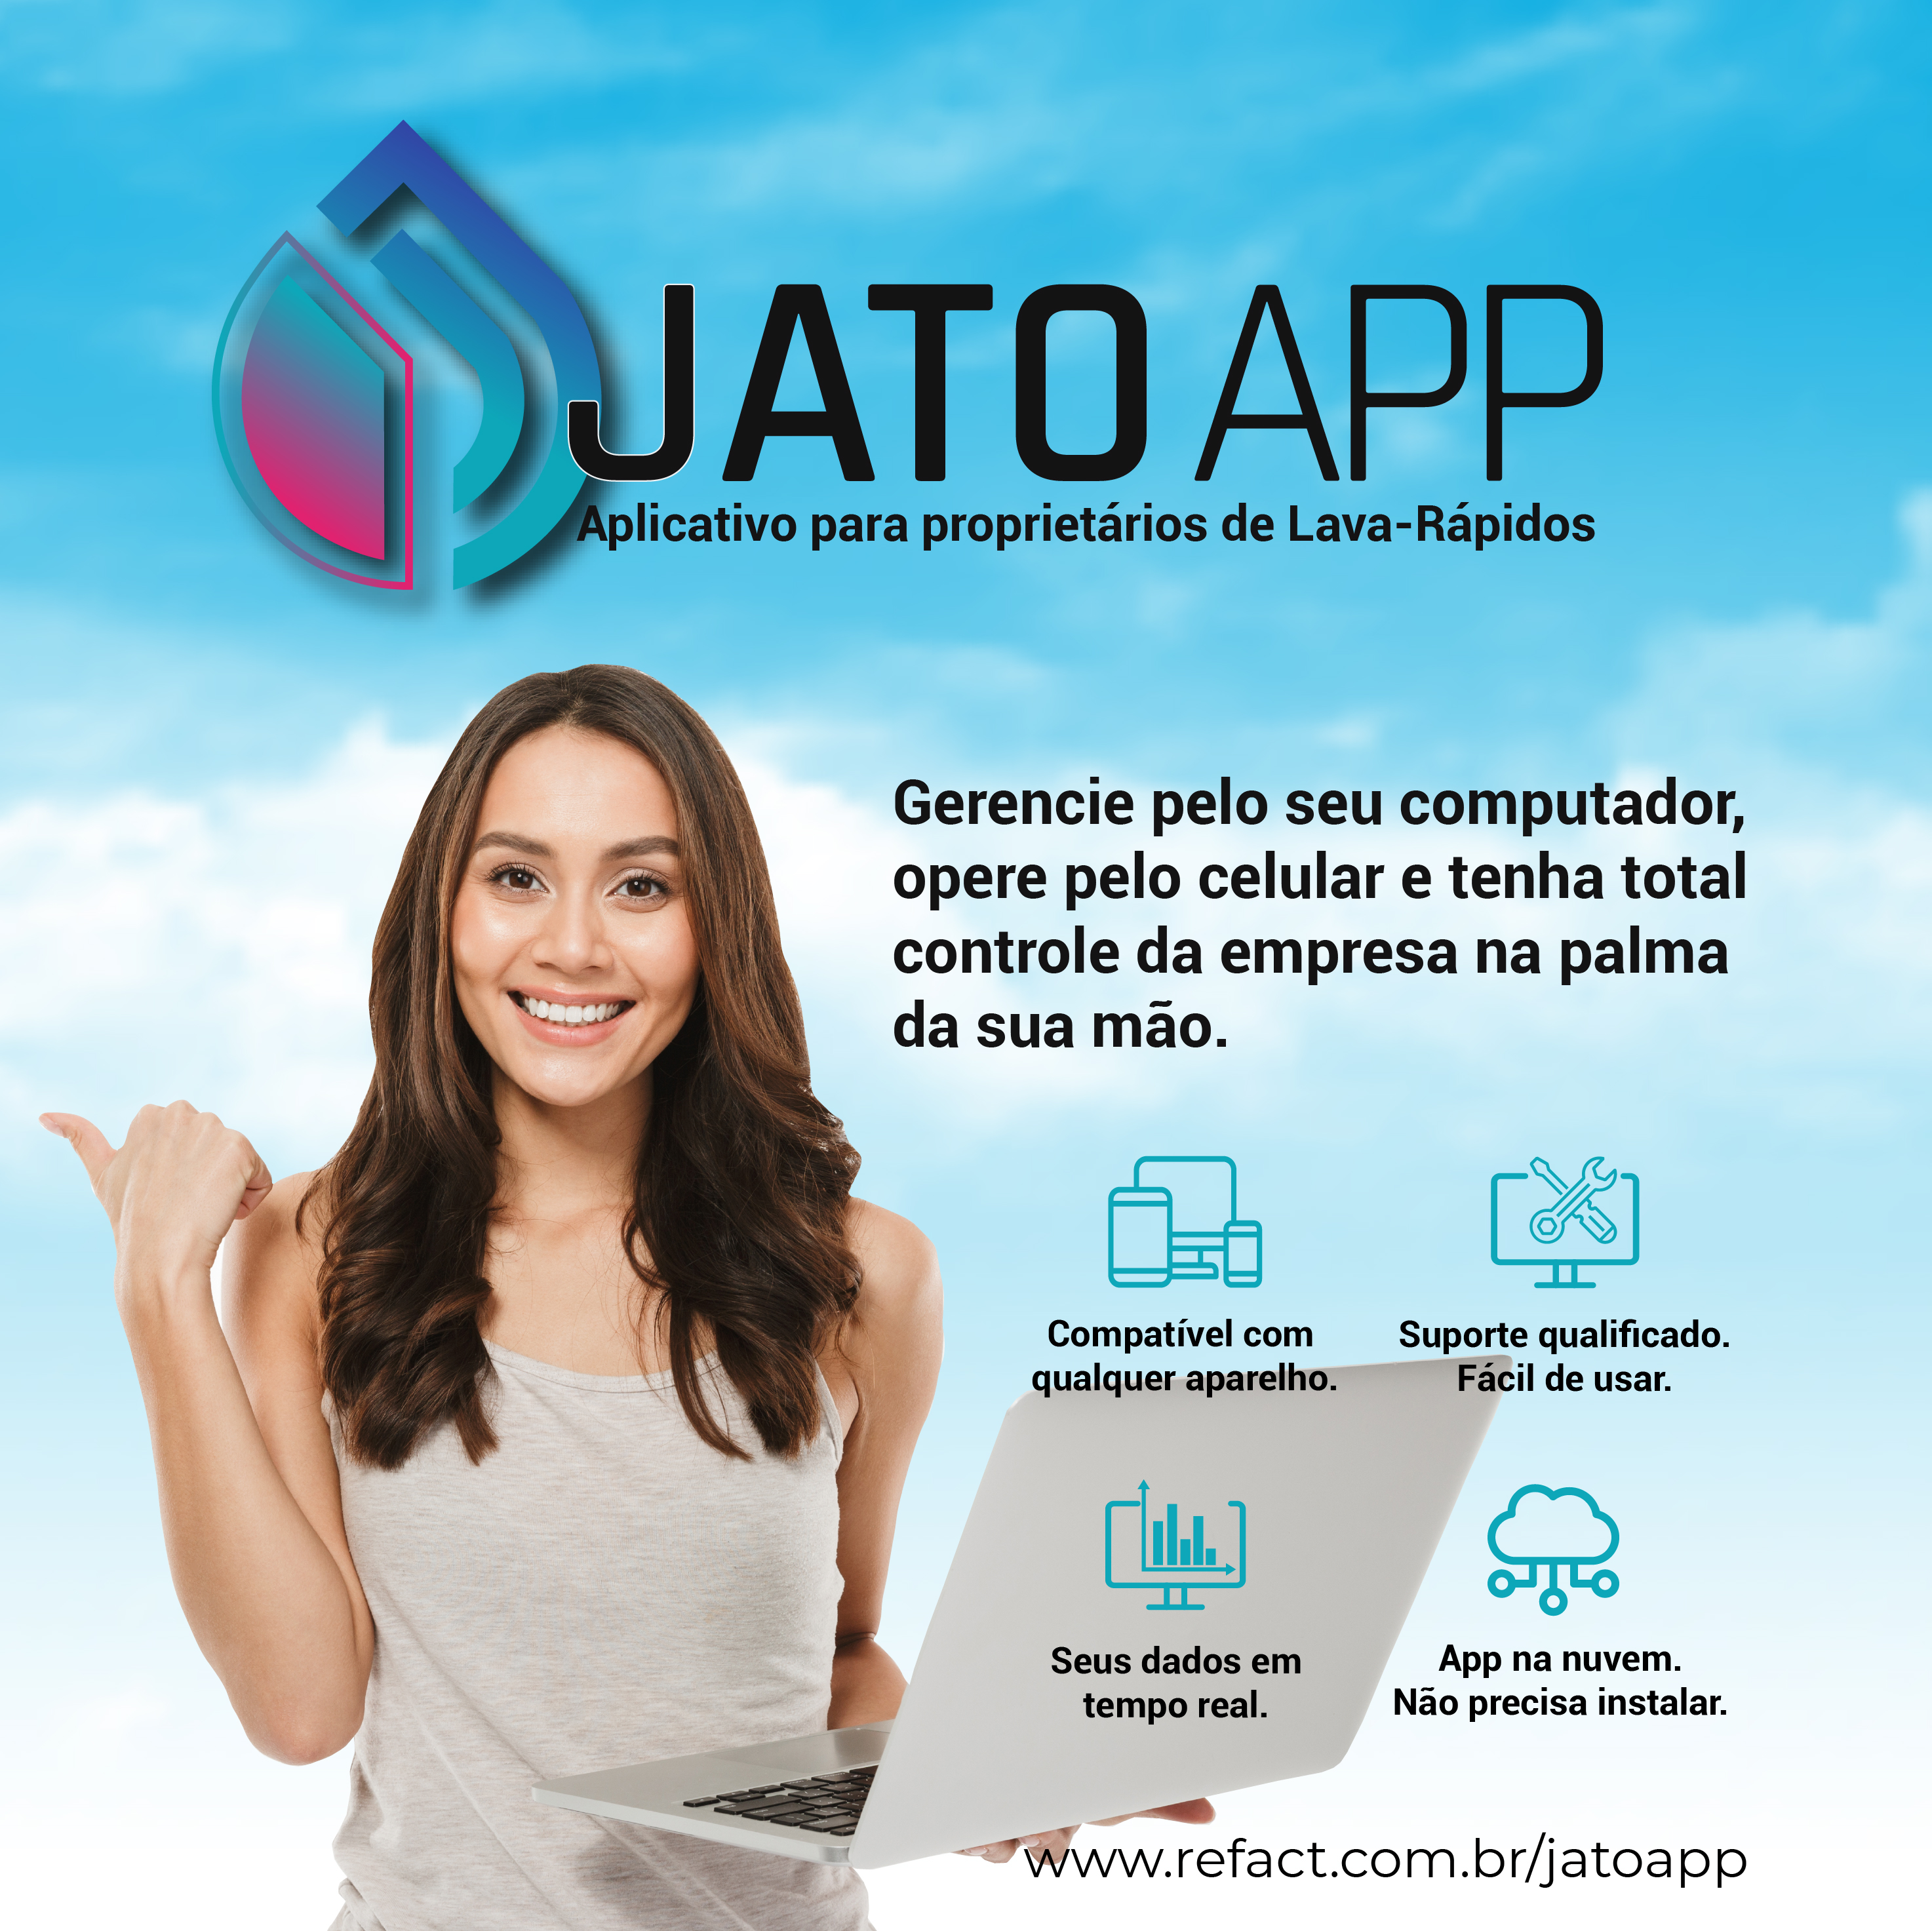 JATO APP
Aplicativo para proprietários de Lava-Rápidos
Gerencie pelo seu computador,
opere pelo celular e tenha total
controle da empresa na palma
da sua mão.
Compatível com
qualquer aparelho.
Suporte qualificado.
Fácil de usar.
Seus dados em
tempo real.
App na nuvem.
Não precisa instalar.
www.refact.com.br/jatoapp